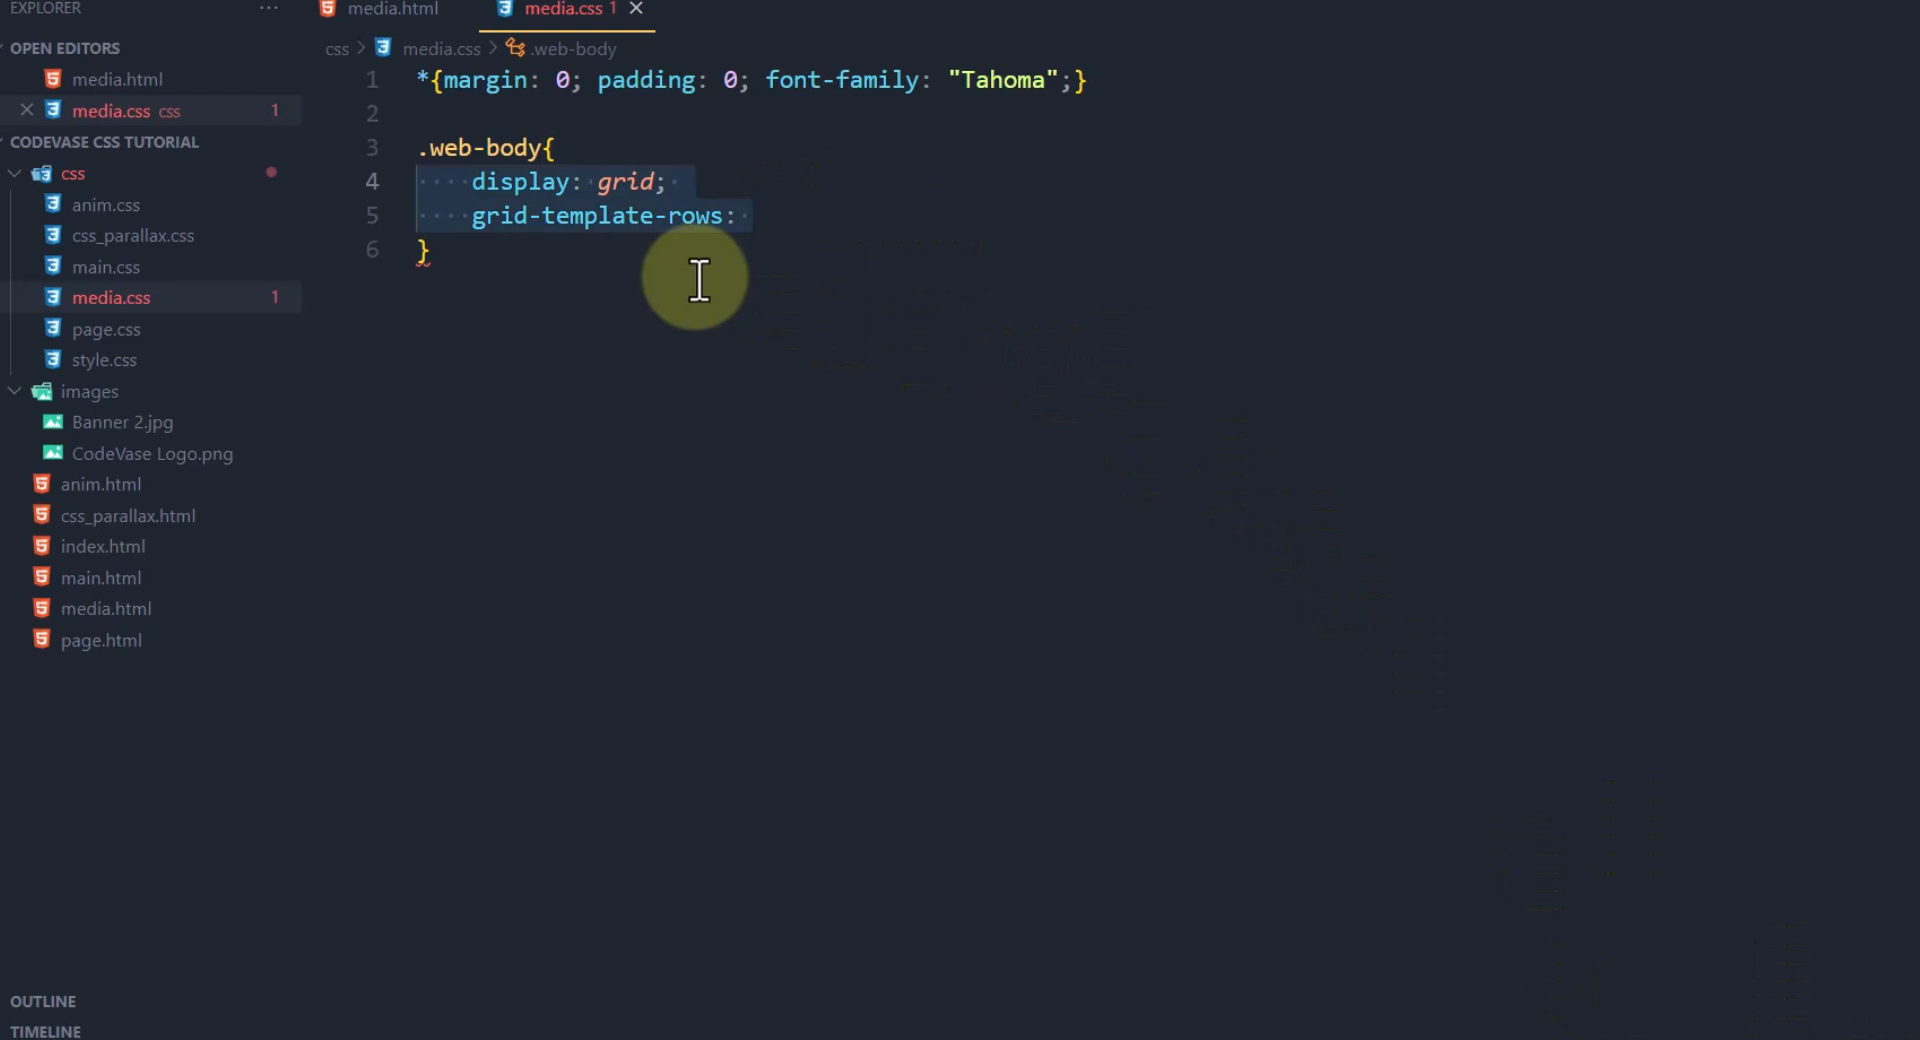 EXPLORER ...
OPEN EDITORS
media.html
media.css css 1
CODEVASE CSS TUTORIAL
css
anim.css
css_parallax.css
main.css
media.css 1
page.css
style.css
images
Banner 2.jpg
CodeVase Logo.png
anim.html
css_parallax.html
index.html
main.html
media.html
page.html
OUTLINE
TIMELINE
media.html media.css 1
css > media.css > .web-body
1 *{margin: 0; padding: 0; font-family: "Tahoma";}
2
3 .web-body{
4 display: grid;
5 grid-template-rows:
6 }